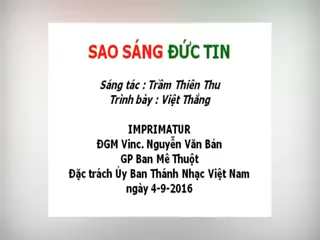 SAO SÁNG ĐỨC TIN
Sáng tác : Trầm Thiên Thu
Trình bày : Việt Thắng
IMPRIMATUR
ĐGM Vinc. Nguyễn Văn Bản
GP Ban Mê Thuột
Đặc trách Ủy Ban Thánh Nhạc Việt Nam
ngày 4-9-2016